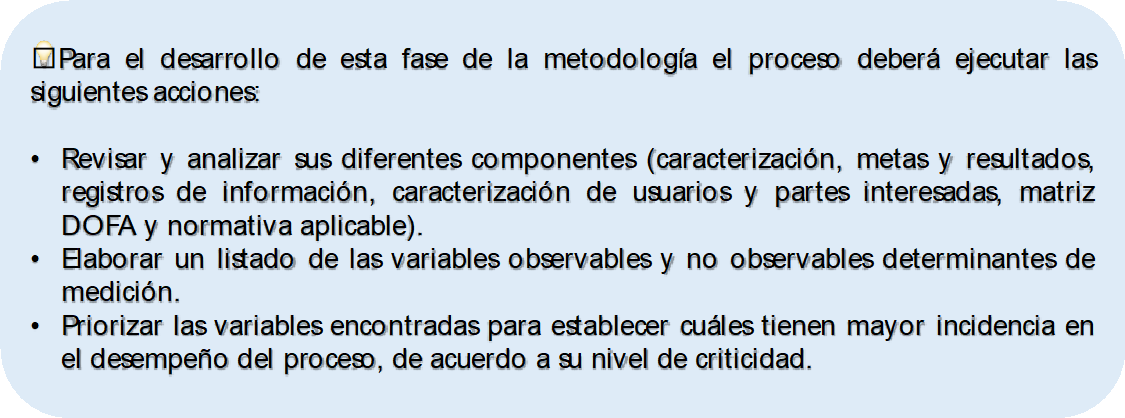 Para el desarrollo de esta fase de la metodología el proceso deberá ejecutar las
siguientes acciones:
• Revisar y analizar sus diferentes componentes (caracterización, metas y resultados,
registros de información, caracterización de usuarios y partes interesadas, matriz
DOFA y normativa aplicable).
• Elaborar un listado de las variables observables y no observables determinantes de
medición.
• Priorizar las variables encontradas para establecer cuáles tienen mayor incidencia en
el desempeño del proceso, de acuerdo a su nivel de criticidad.